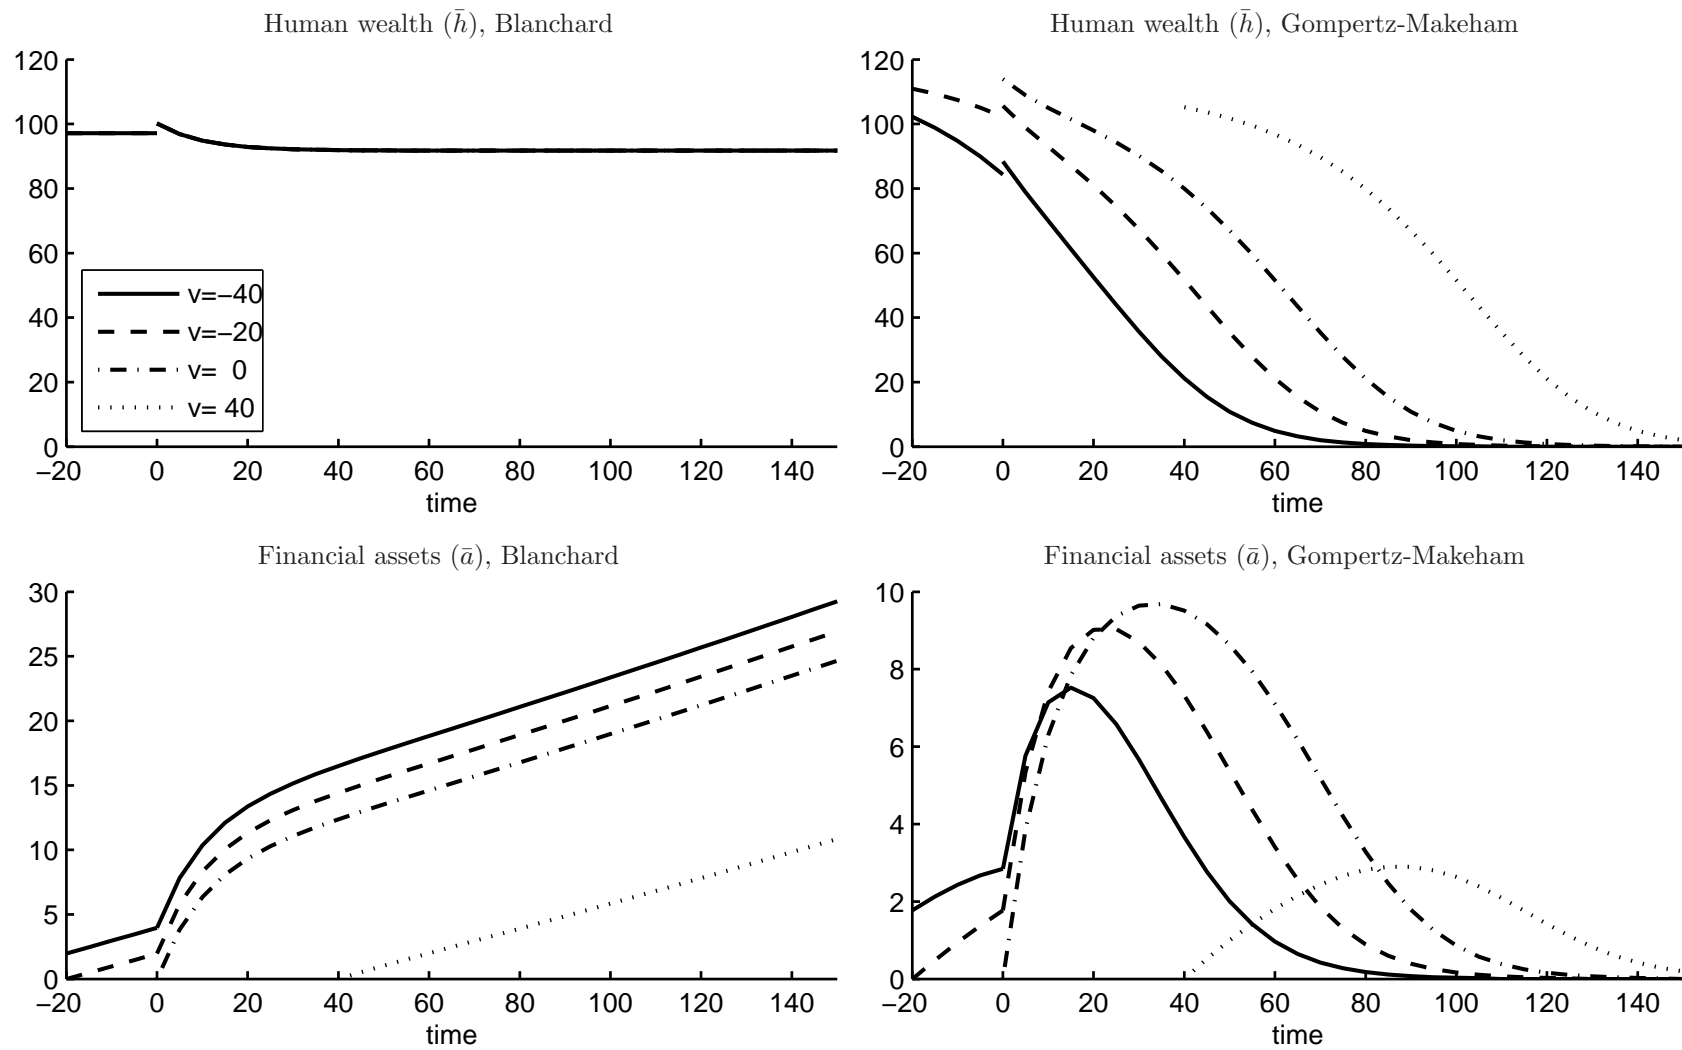 Human wealth (h̄), Blanchard
120
100
80
60
40
20
0
v=−40
v=−20
v= 0
v= 40
−20 0 20 40 60 80 100 120 140
time
Human wealth (h̄), Gompertz-Makeham
120
100
80
60
40
20
0
−20 0 20 40 60 80 100 120 140
time
Financial assets (ā), Blanchard
30
25
20
15
10
5
0
−20 0 20 40 60 80 100 120 140
time
Financial assets (ā), Gompertz-Makeham
10
8
6
4
2
0
−20 0 20 40 60 80 100 120 140
time